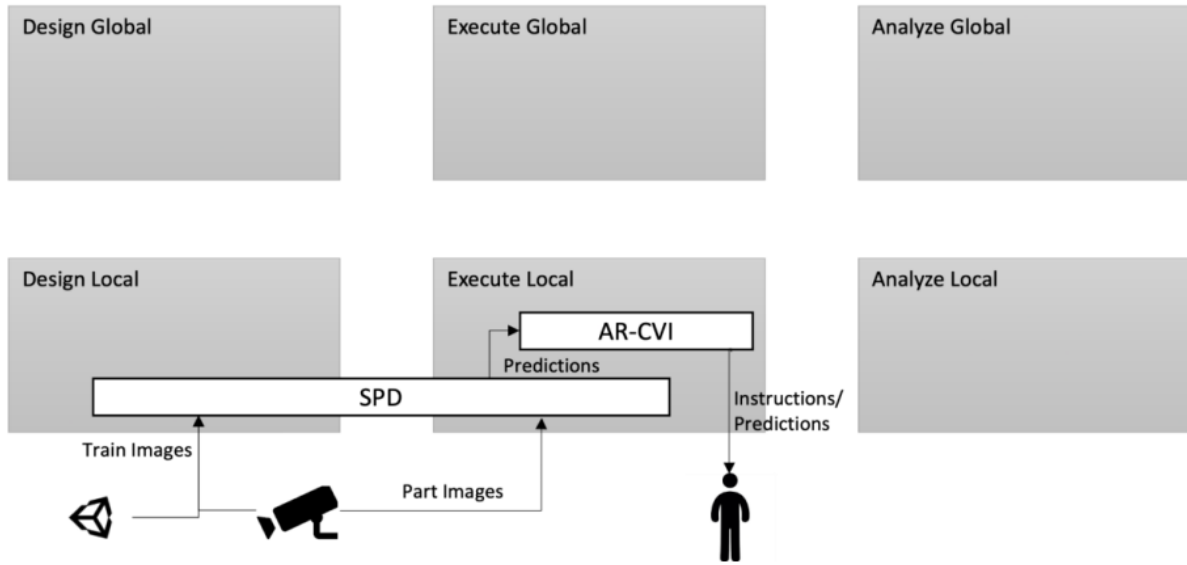 Design Global
Execute Global
Analyze Global
Design Local
Execute Local
Analyze Local
AR-CVI
Predictions
SPD
Instructions/
Predictions
Train Images
Part Images